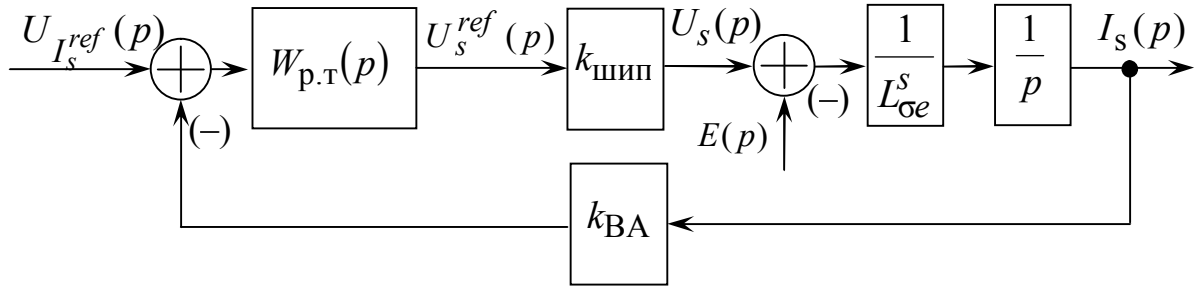 U_{I_s^{ref}}(p)
(–)
W_{р.т}(p)
U_s^{ref}(p)
k_{шип}
U_s(p)
(–)
E(p)
1
L_{σe}^s
1
p
I_s(p)
k_{ВА}